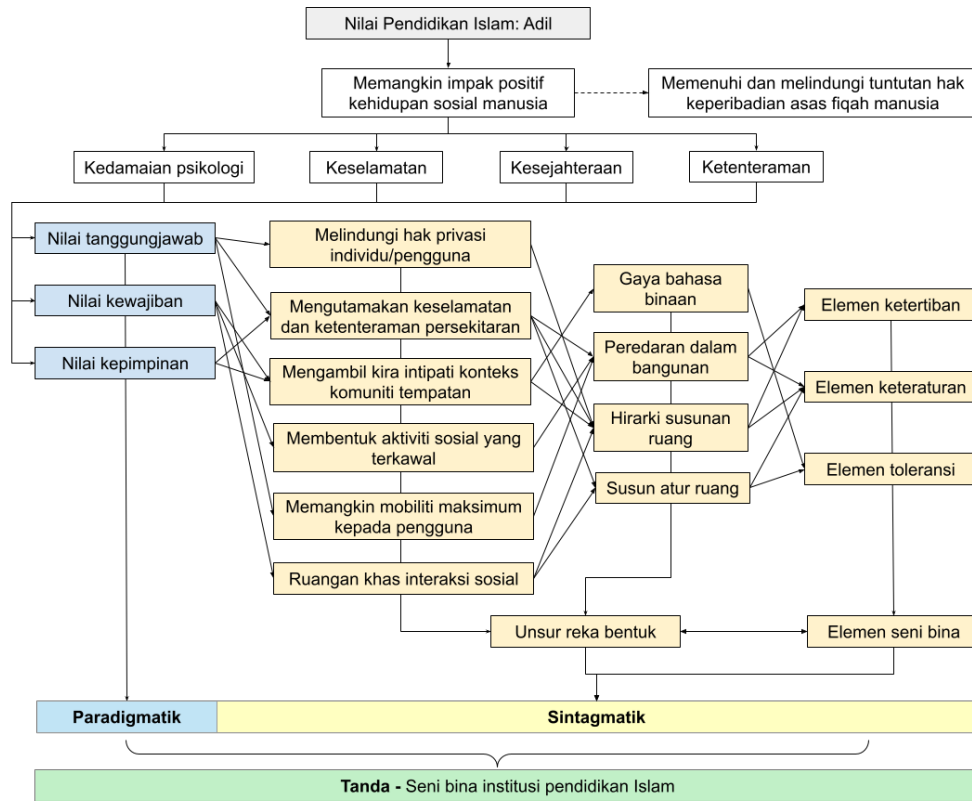 Nilai Pendidikan Islam: Adil
Memangkin impak positif
kehidupan sosial manusia
Memenuhi dan melindungi tuntutan hak
keperibadian asas fiqah manusia
Kedamaian psikologi
Keselamatan
Kesejahteraan
Ketenteraman
Nilai tanggungjawab
Nilai kewajiban
Nilai kepimpinan
Melindungi hak privasi
individu/pengguna
Mengutamakan keselamatan
dan ketenteraman persekitaran
Mengambil kira intipati konteks
komuniti tempatan
Membentuk aktiviti sosial yang
terkawal
Memangkin mobiliti maksimum
kepada pengguna
Ruangan khas interaksi sosial
Gaya bahasa
binaan
Peredaran dalam
bangunan
Hirarki susunan
ruang
Susun atur ruang
Elemen ketertiban
Elemen keteraturan
Elemen toleransi
Unsur reka bentuk
Elemen seni bina
Paradigmatik
Sintagmatik
Tanda - Seni bina institusi pendidikan Islam